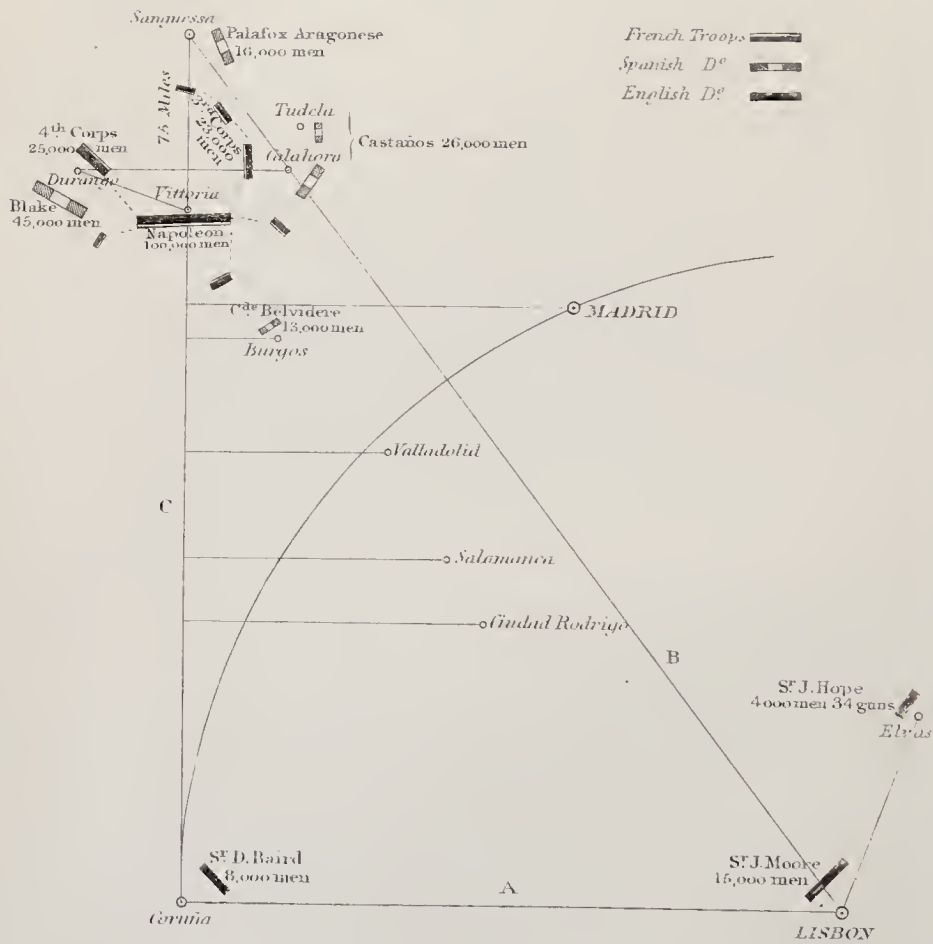 Sanguessa
Palafox Aragonese
16,000 men
French Troops
Spanish Dº
English Dº
75 Miles
3rd Corps
23,000
men
Tudela
Castaños 26,000 men
4th Corps
25,000 men
Calahora
Durango
Vittoria
Blake
45,000 men
Napoleon
100,000 men
Cde Belvidere
13,000 men
MADRID
Burgos
Valladolid
C
Salamanca
Ciudad Rodrigo
B
Sr J. Hope
4000 men 34 guns
Elvas
Sr D. Baird
8,000 men
Sr J. Moore
15,000 men
A
Coruña
LISBON